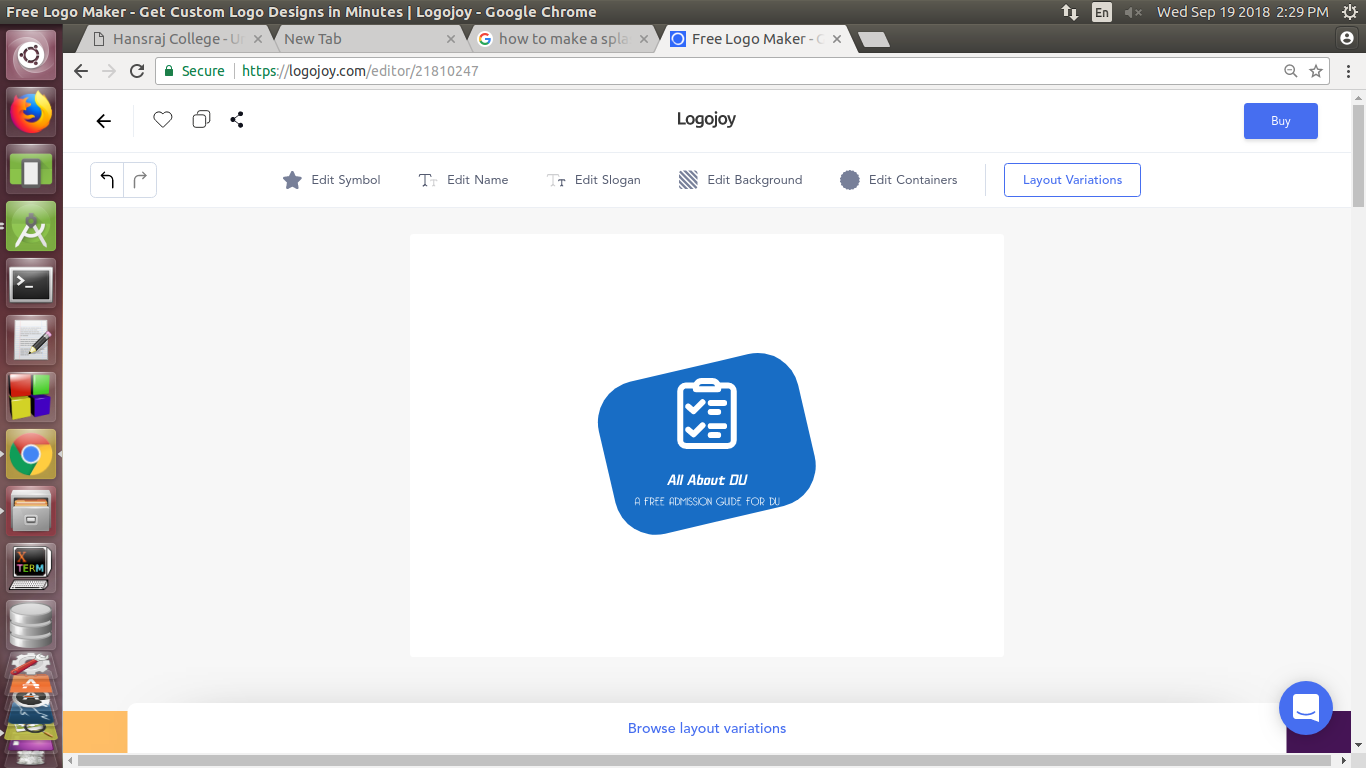 Free Logo Maker - Get Custom Logo Designs in Minutes | Logojoy - Google Chrome
En
Wed Sep 19 2018 2:29 PM
Hansraj College - Un
New Tab
how to make a spla
Free Logo Maker - G
Secure
https://logojoy.com/editor/21810247
Logojoy
Buy
Edit Symbol
Edit Name
Edit Slogan
Edit Background
Edit Containers
Layout Variations
All About DU
A FREE ADMISSION GUIDE FOR DU
X
TERM
Browse layout variations